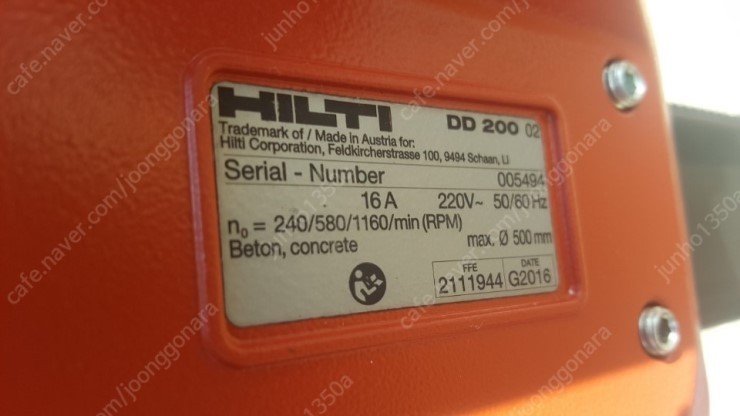 HILTI DD 200 02
Trademark of / Made in Austria for:
Hilti Corporation, Feldkircherstrasse 100, 9494 Schaan, LI
Serial - Number 005494
16 A 220V~ 50/60 Hz
n₀ = 240/580/1160/min (RPM)
Beton, concrete max. Ø 500 mm
FFE DATE
2111944 G2016
cafe.naver.com/joonggonara
junho1350a